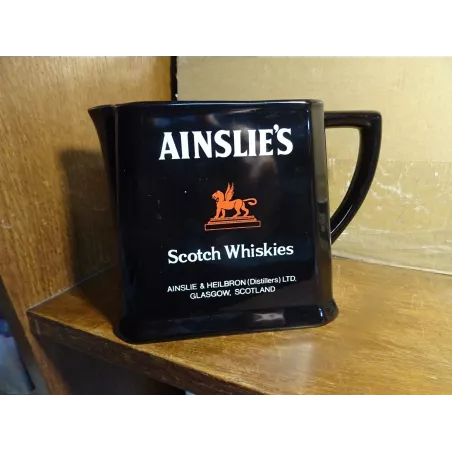 AINSLIE'S
Scotch Whiskies
AINSLIE & HEILBRON (Distillers) LTD.
GLASGOW, SCOTLAND